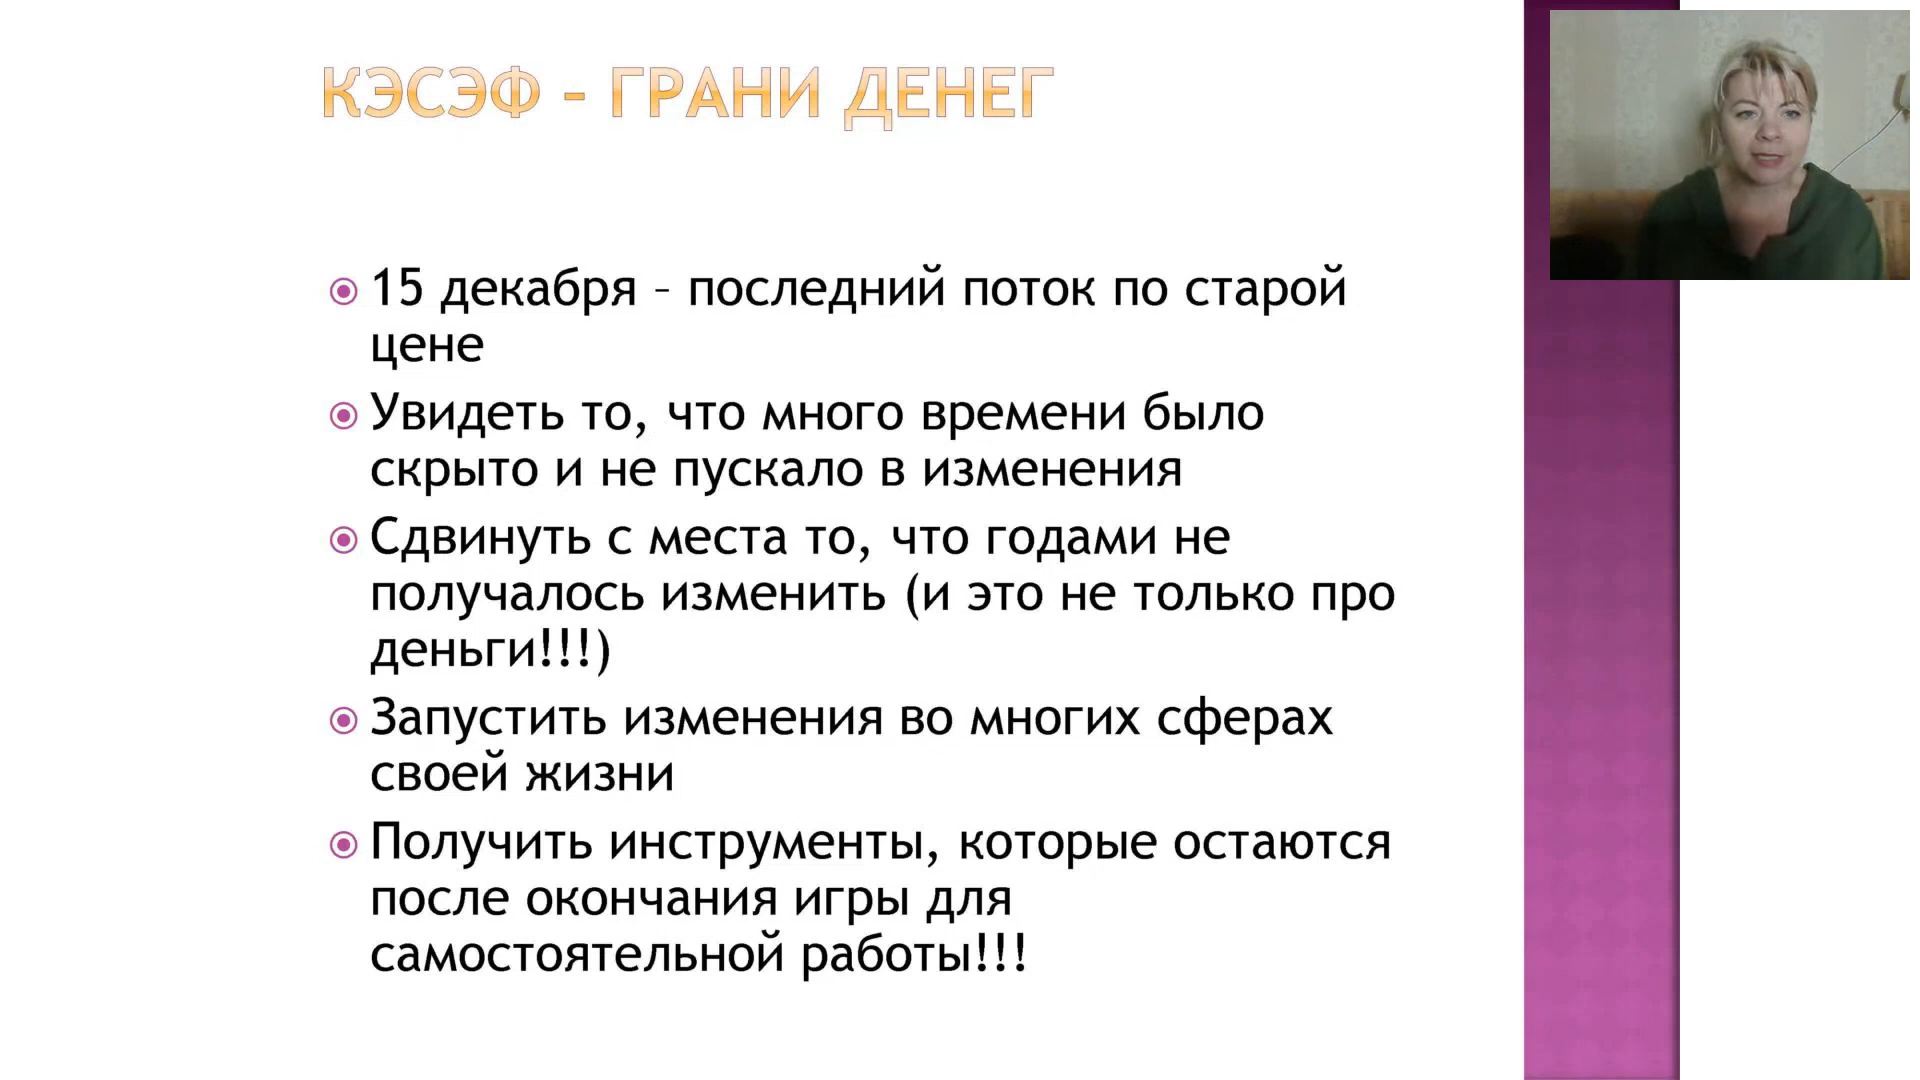 КЭСЭФ – ГРАНИ ДЕНЕГ
15 декабря – последний поток по старой
цене
Увидеть то, что много времени было
скрыто и не пускало в изменения
Сдвинуть с места то, что годами не
получалось изменить (и это не только про
деньги!!!)
Запустить изменения во многих сферах
своей жизни
Получить инструменты, которые остаются
после окончания игры для
самостоятельной работы!!!